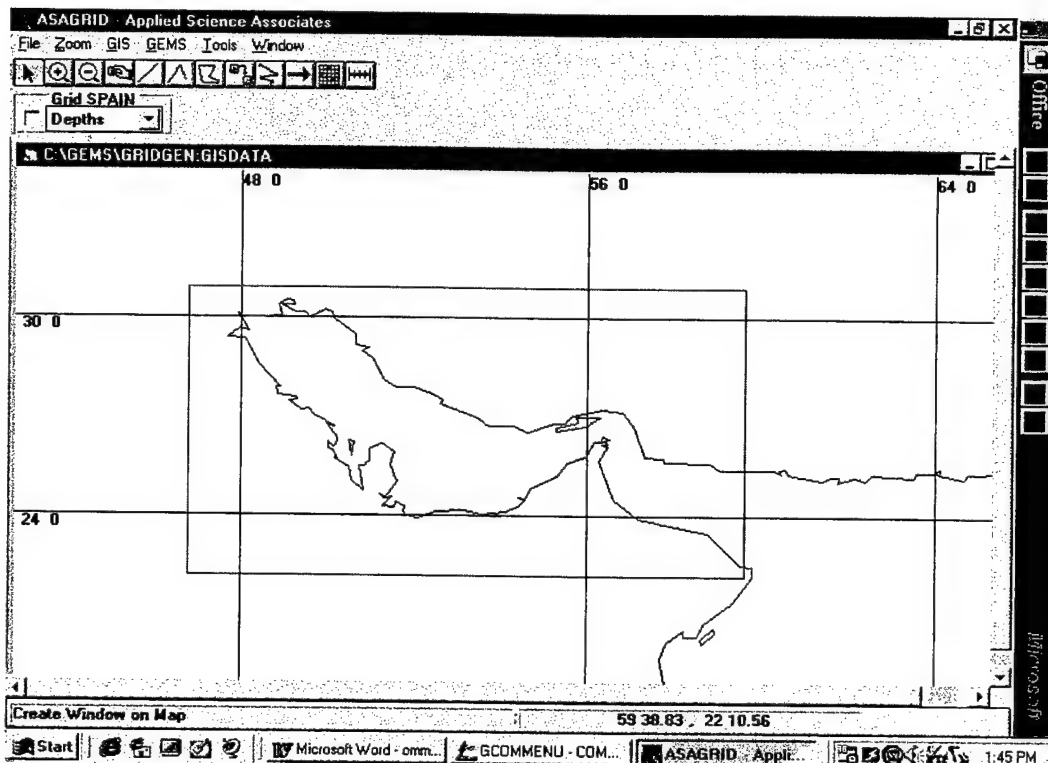 ASAGRID - Applied Science Associates
File Zoom GIS GEMS Tools Window
Grid SPAIN
Depths
Office
C:\GEMS\GRIDGEN:GISDATA
48 0
56 0
64 0
30 0
24 0
Microsoft
Create Window on Map
59 38.83 , 22 10.56
Start
Microsoft Word - omm...
GCOMMENU - COM...
ASAGRID - Appli...
1:45 PM